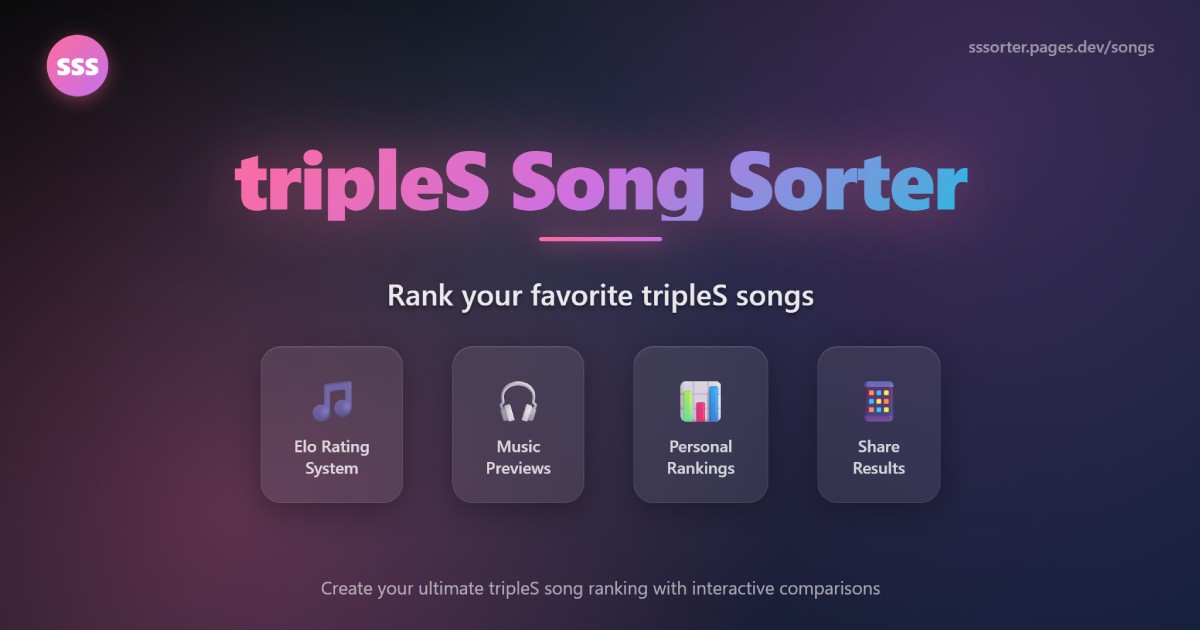 sss
sssorter.pages.dev/songs
tripleS Song Sorter
Rank your favorite tripleS songs
Elo Rating
System
Music
Previews
Personal
Rankings
Share
Results
Create your ultimate tripleS song ranking with interactive comparisons